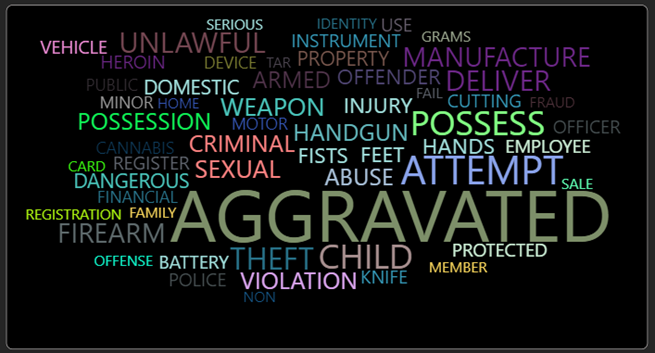 SERIOUS IDENTITY USE
VEHICLE UNLAWFUL INSTRUMENT GRAMS
HEROIN DEVICE TAR PROPERTY MANUFACTURE
PUBLIC DOMESTIC ARMED OFFENDER DELIVER
MINOR HOME WEAPON INJURY FAIL CUTTING FRAUD
POSSESSION MOTOR HANDGUN POSSESS OFFICER
CANNABIS CRIMINAL FISTS FEET HANDS EMPLOYEE
CARD REGISTER SEXUAL ABUSE ATTEMPT
DANGEROUS SALE
FINANCIAL
REGISTRATION FAMILY AGGRAVATED
FIREARM
OFFENSE BATTERY THEFT CHILD PROTECTED
POLICE VIOLATION KNIFE MEMBER
NON